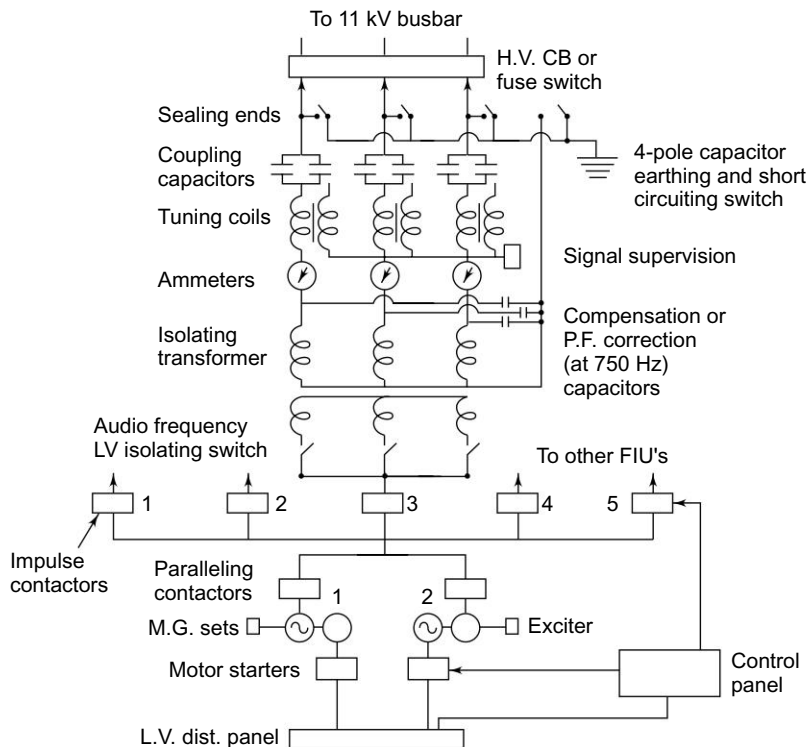 To 11 kV busbar
H.V. CB or
fuse switch
Sealing ends
Coupling
capacitors
4-pole capacitor
earthing and short
circuiting switch
Tuning coils
Signal supervision
Ammeters
Isolating
transformer
Compensation or
P.F. correction
(at 750 Hz)
capacitors
Audio frequency
LV isolating switch
To other FIU's
1
2
3
4
5
Impulse
contactors
Paralleling
contactors
1
2
M.G. sets
Exciter
Motor starters
Control
panel
L.V. dist. panel